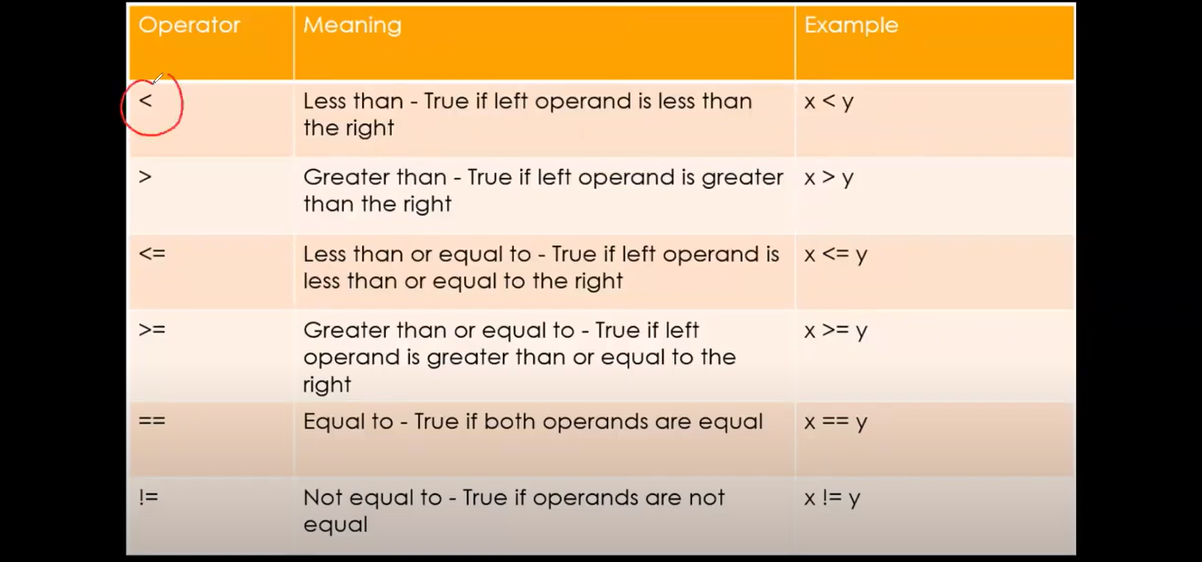 Operator Meaning Example
< Less than - True if left operand is less than x < y
the right
> Greater than - True if left operand is greater x > y
than the right
<= Less than or equal to - True if left operand is x <= y
less than or equal to the right
>= Greater than or equal to - True if left x >= y
operand is greater than or equal to the
right
== Equal to - True if both operands are equal x == y
!= Not equal to - True if operands are not x != y
equal